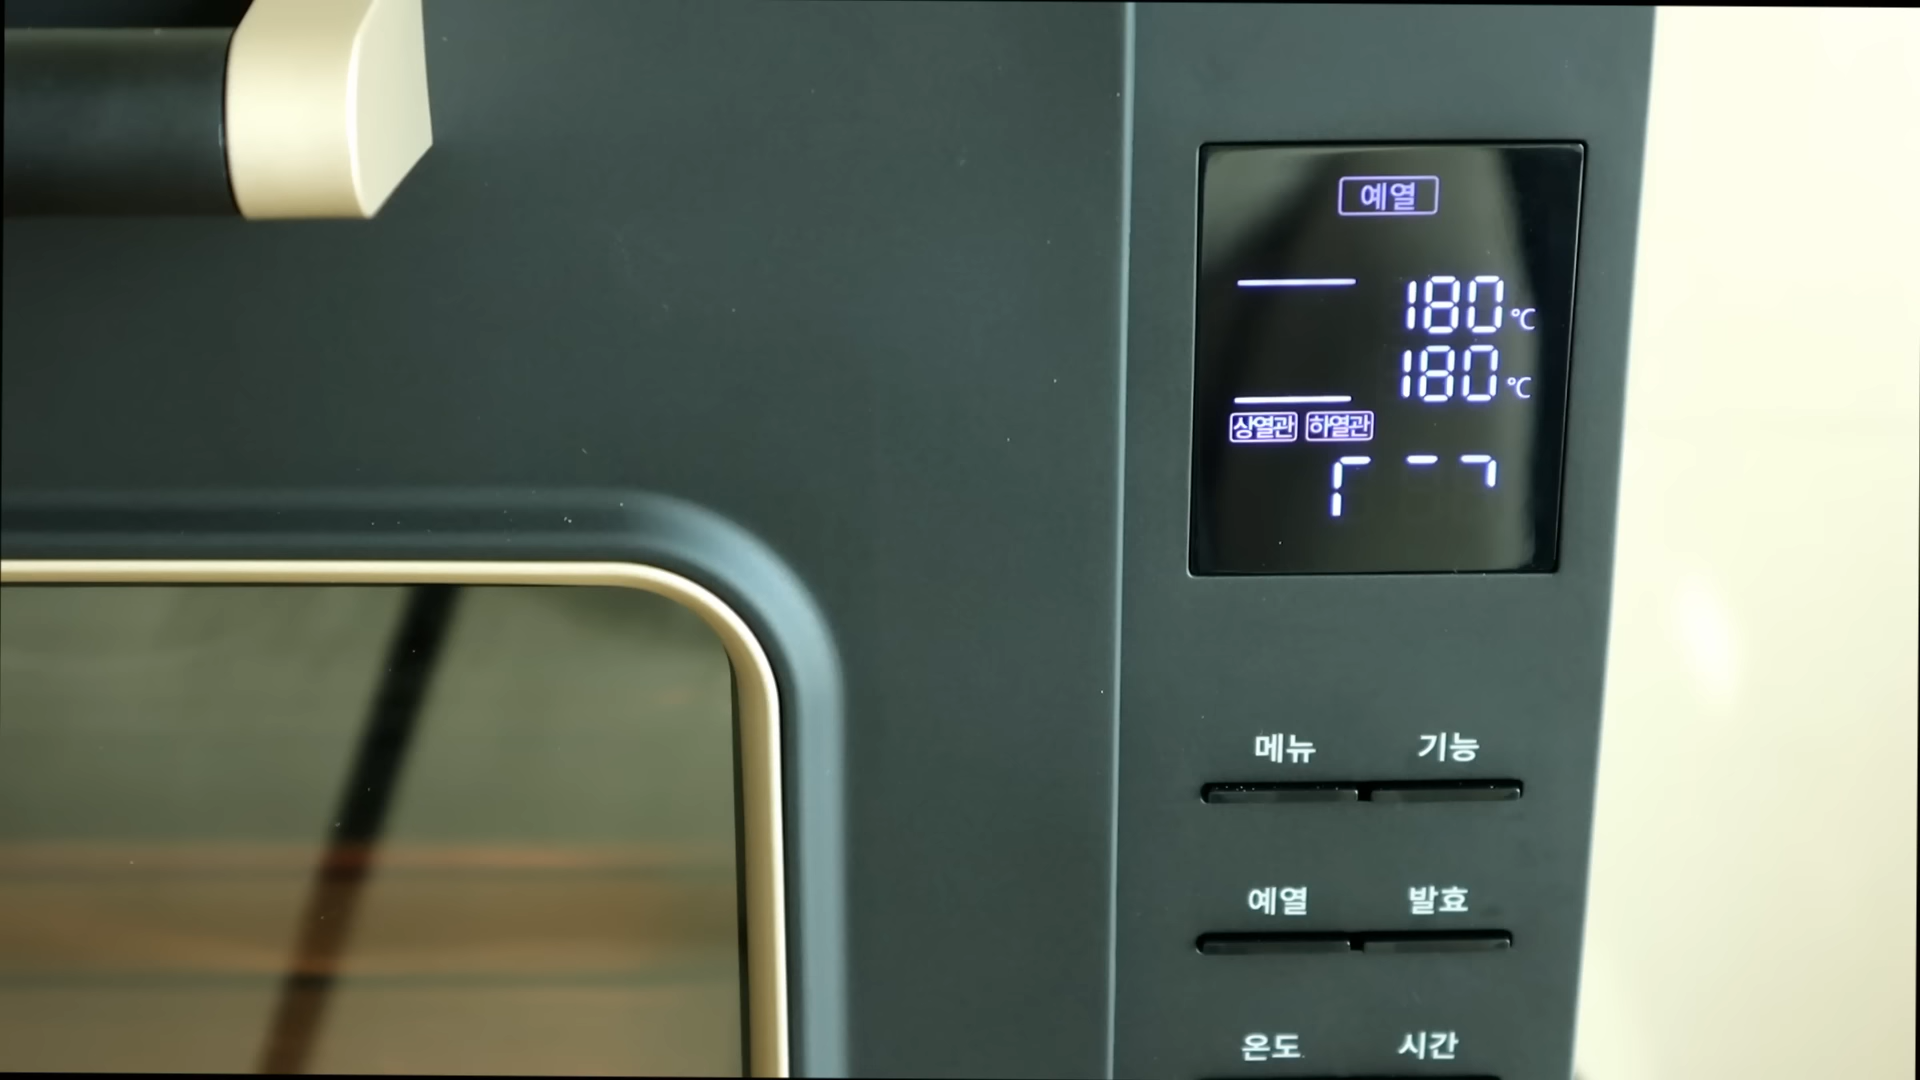 예열
180°C
180°C
상열관 하열관
메뉴 기능
예열 발효
온도 시간